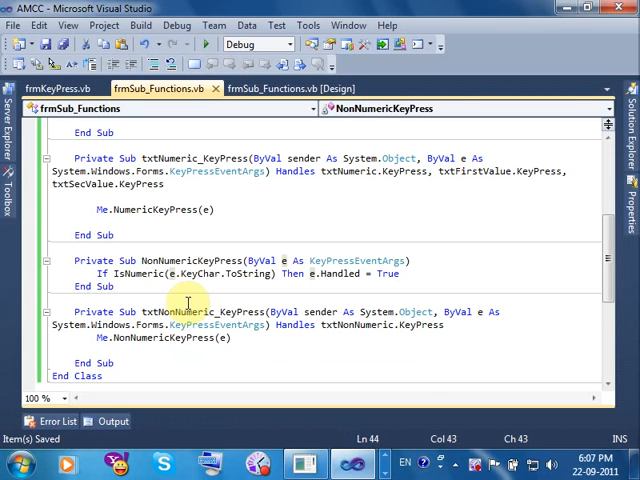 AMCC - Microsoft Visual Studio
File Edit View Project Build Debug Team Data Test Tools Window Help
Debug
frmKeyPress.vb frmSub_Functions.vb frmSub_Functions.vb [Design]
frmSub_Functions NonNumericKeyPress
Server Explorer
Toolbox
Solution Explorer
Properties
End Sub
Private Sub txtNumeric_KeyPress(ByVal sender As System.Object, ByVal e As
System.Windows.Forms.KeyPressEventArgs) Handles txtNumeric.KeyPress, txtFirstValue.KeyPress,
txtSecValue.KeyPress
Me.NumericKeyPress(e)
End Sub
Private Sub NonNumericKeyPress(ByVal e As KeyPressEventArgs)
If IsNumeric(e.KeyChar.ToString) Then e.Handled = True
End Sub
Private Sub txtNonNumeric_KeyPress(ByVal sender As System.Object, ByVal e As
System.Windows.Forms.KeyPressEventArgs) Handles txtNonNumeric.KeyPress
Me.NonNumericKeyPress(e)
End Sub
End Class
100 %
Error List Output
Item(s) Saved Ln 44 Col 43 Ch 43 INS
EN 6:07 PM
22-09-2011